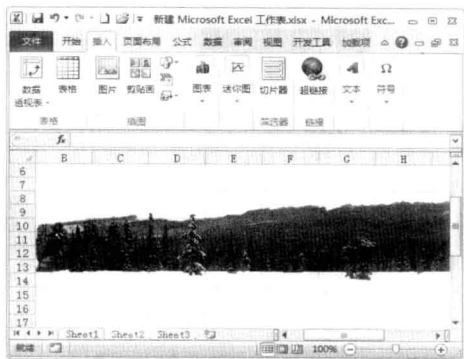 新建 Microsoft Excel 工作表.xlsx - Microsoft Exc...
文件 开始 插入 页面布局 公式 数据 审阅 视图 开发工具 加载项
数据透视表 表格 图片 剪贴画 图表 迷你图 切片器 超链接 文本 符号
表格 插图 筛选器 链接
fx
B C D E F G H
6
7
8
9
10
11
12
13
14
15
16
17
Sheet1 Sheet2 Sheet3
就绪 100%